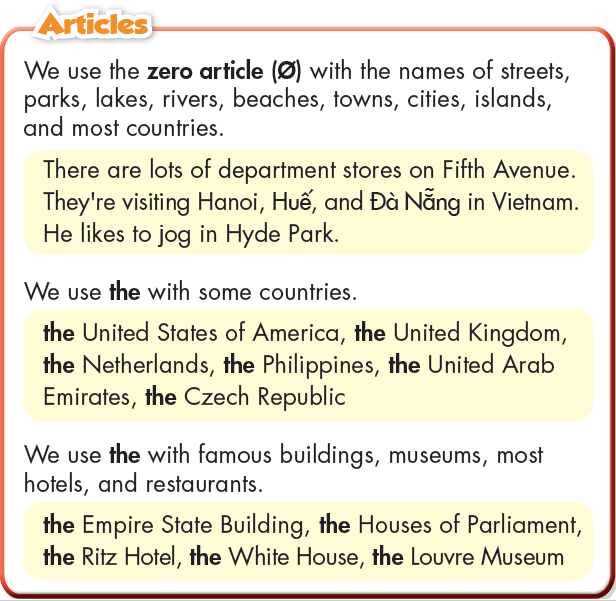 Articles
We use the zero article (Ø) with the names of streets,
parks, lakes, rivers, beaches, towns, cities, islands,
and most countries.
There are lots of department stores on Fifth Avenue.
They're visiting Hanoi, Huế, and Đà Nẵng in Vietnam.
He likes to jog in Hyde Park.
We use the with some countries.
the United States of America, the United Kingdom,
the Netherlands, the Philippines, the United Arab
Emirates, the Czech Republic
We use the with famous buildings, museums, most
hotels, and restaurants.
the Empire State Building, the Houses of Parliament,
the Ritz Hotel, the White House, the Louvre Museum